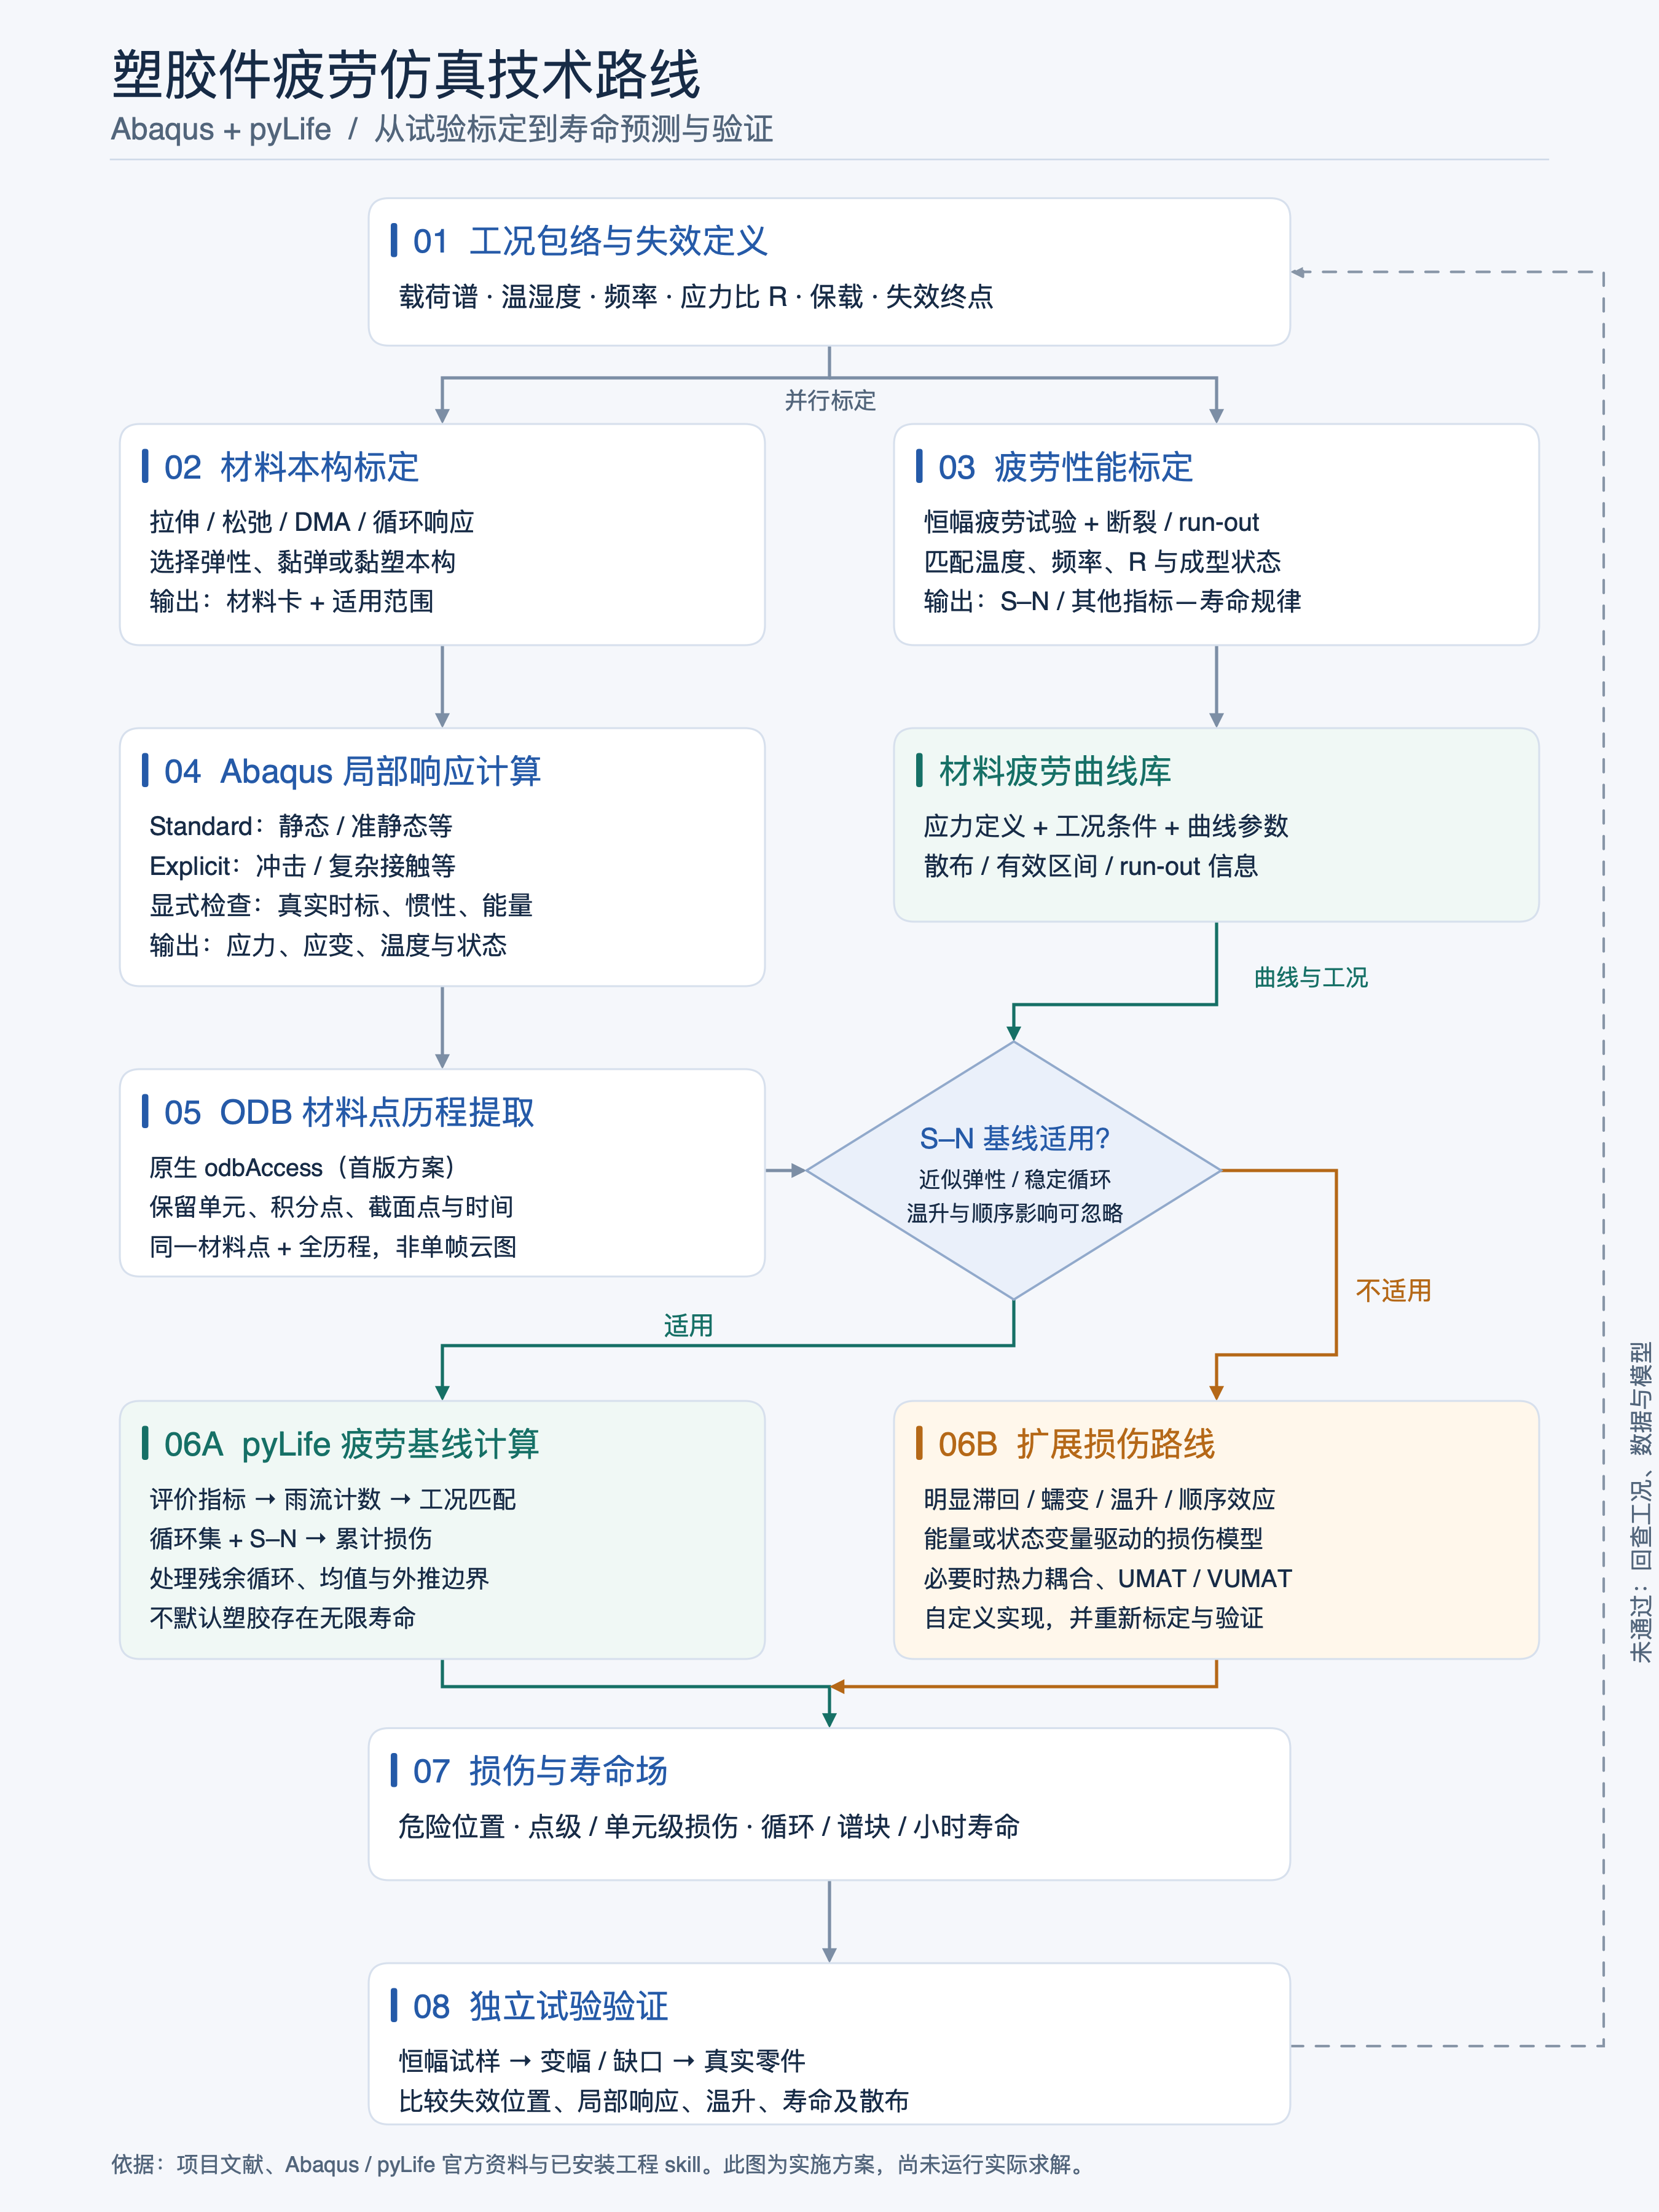 塑胶件疲劳仿真技术路线
Abaqus + pyLife / 从试验标定到寿命预测与验证
01 工况包络与失效定义
载荷谱 · 温湿度 · 频率 · 应力比 R · 保载 · 失效终点
并行标定
02 材料本构标定
拉伸 / 松弛 / DMA / 循环响应
选择弹性、黏弹或黏塑本构
输出：材料卡 + 适用范围
03 疲劳性能标定
恒幅疲劳试验 + 断裂 / run-out
匹配温度、频率、R 与成型状态
输出：S–N / 其他指标—寿命规律
04 Abaqus 局部响应计算
Standard：静态 / 准静态等
Explicit：冲击 / 复杂接触等
显式检查：真实时标、惯性、能量
输出：应力、应变、温度与状态
材料疲劳曲线库
应力定义 + 工况条件 + 曲线参数
散布 / 有效区间 / run-out 信息
曲线与工况
05 ODB 材料点历程提取
原生 odbAccess（首版方案）
保留单元、积分点、截面点与时间
同一材料点 + 全历程，非单帧云图
S–N 基线适用?
近似弹性 / 稳定循环
温升与顺序影响可忽略
适用
不适用
06A pyLife 疲劳基线计算
评价指标 → 雨流计数 → 工况匹配
循环集 + S–N → 累计损伤
处理残余循环、均值与外推边界
不默认塑胶存在无限寿命
06B 扩展损伤路线
明显滞回 / 蠕变 / 温升 / 顺序效应
能量或状态变量驱动的损伤模型
必要时热力耦合、UMAT / VUMAT
自定义实现，并重新标定与验证
未通过：回查工况、数据与模型
07 损伤与寿命场
危险位置 · 点级 / 单元级损伤 · 循环 / 谱块 / 小时寿命
08 独立试验验证
恒幅试样 → 变幅 / 缺口 → 真实零件
比较失效位置、局部响应、温升、寿命及散布
依据：项目文献、Abaqus / pyLife 官方资料与已安装工程 skill。此图为实施方案，尚未运行实际求解。